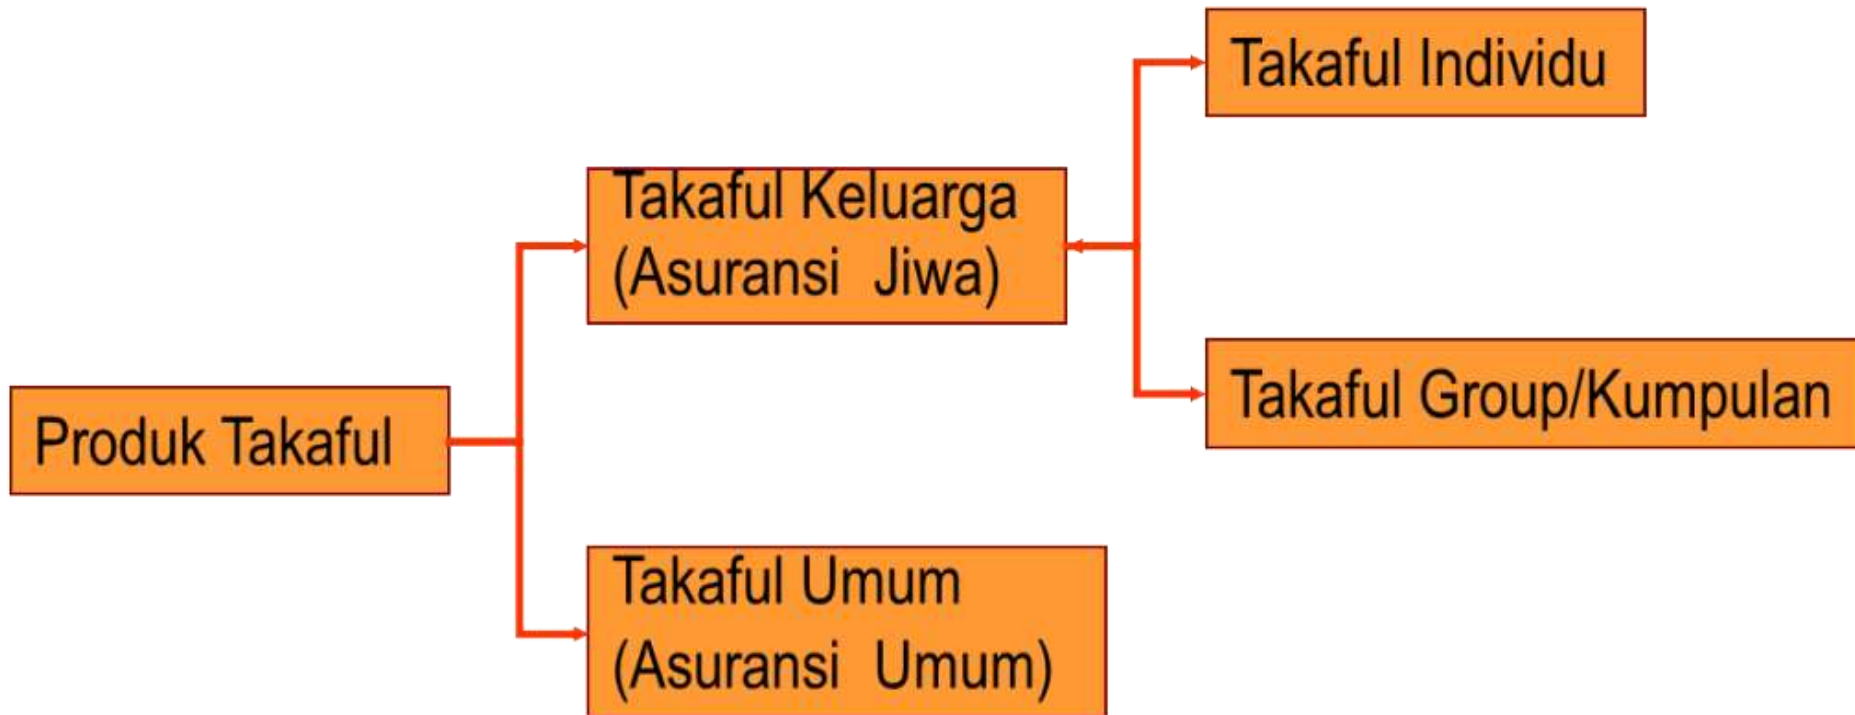 Takaful Individu
Takaful Keluarga
(Asuransi Jiwa)
Takaful Group/Kumpulan
Produk Takaful
Takaful Umum
(Asuransi Umum)